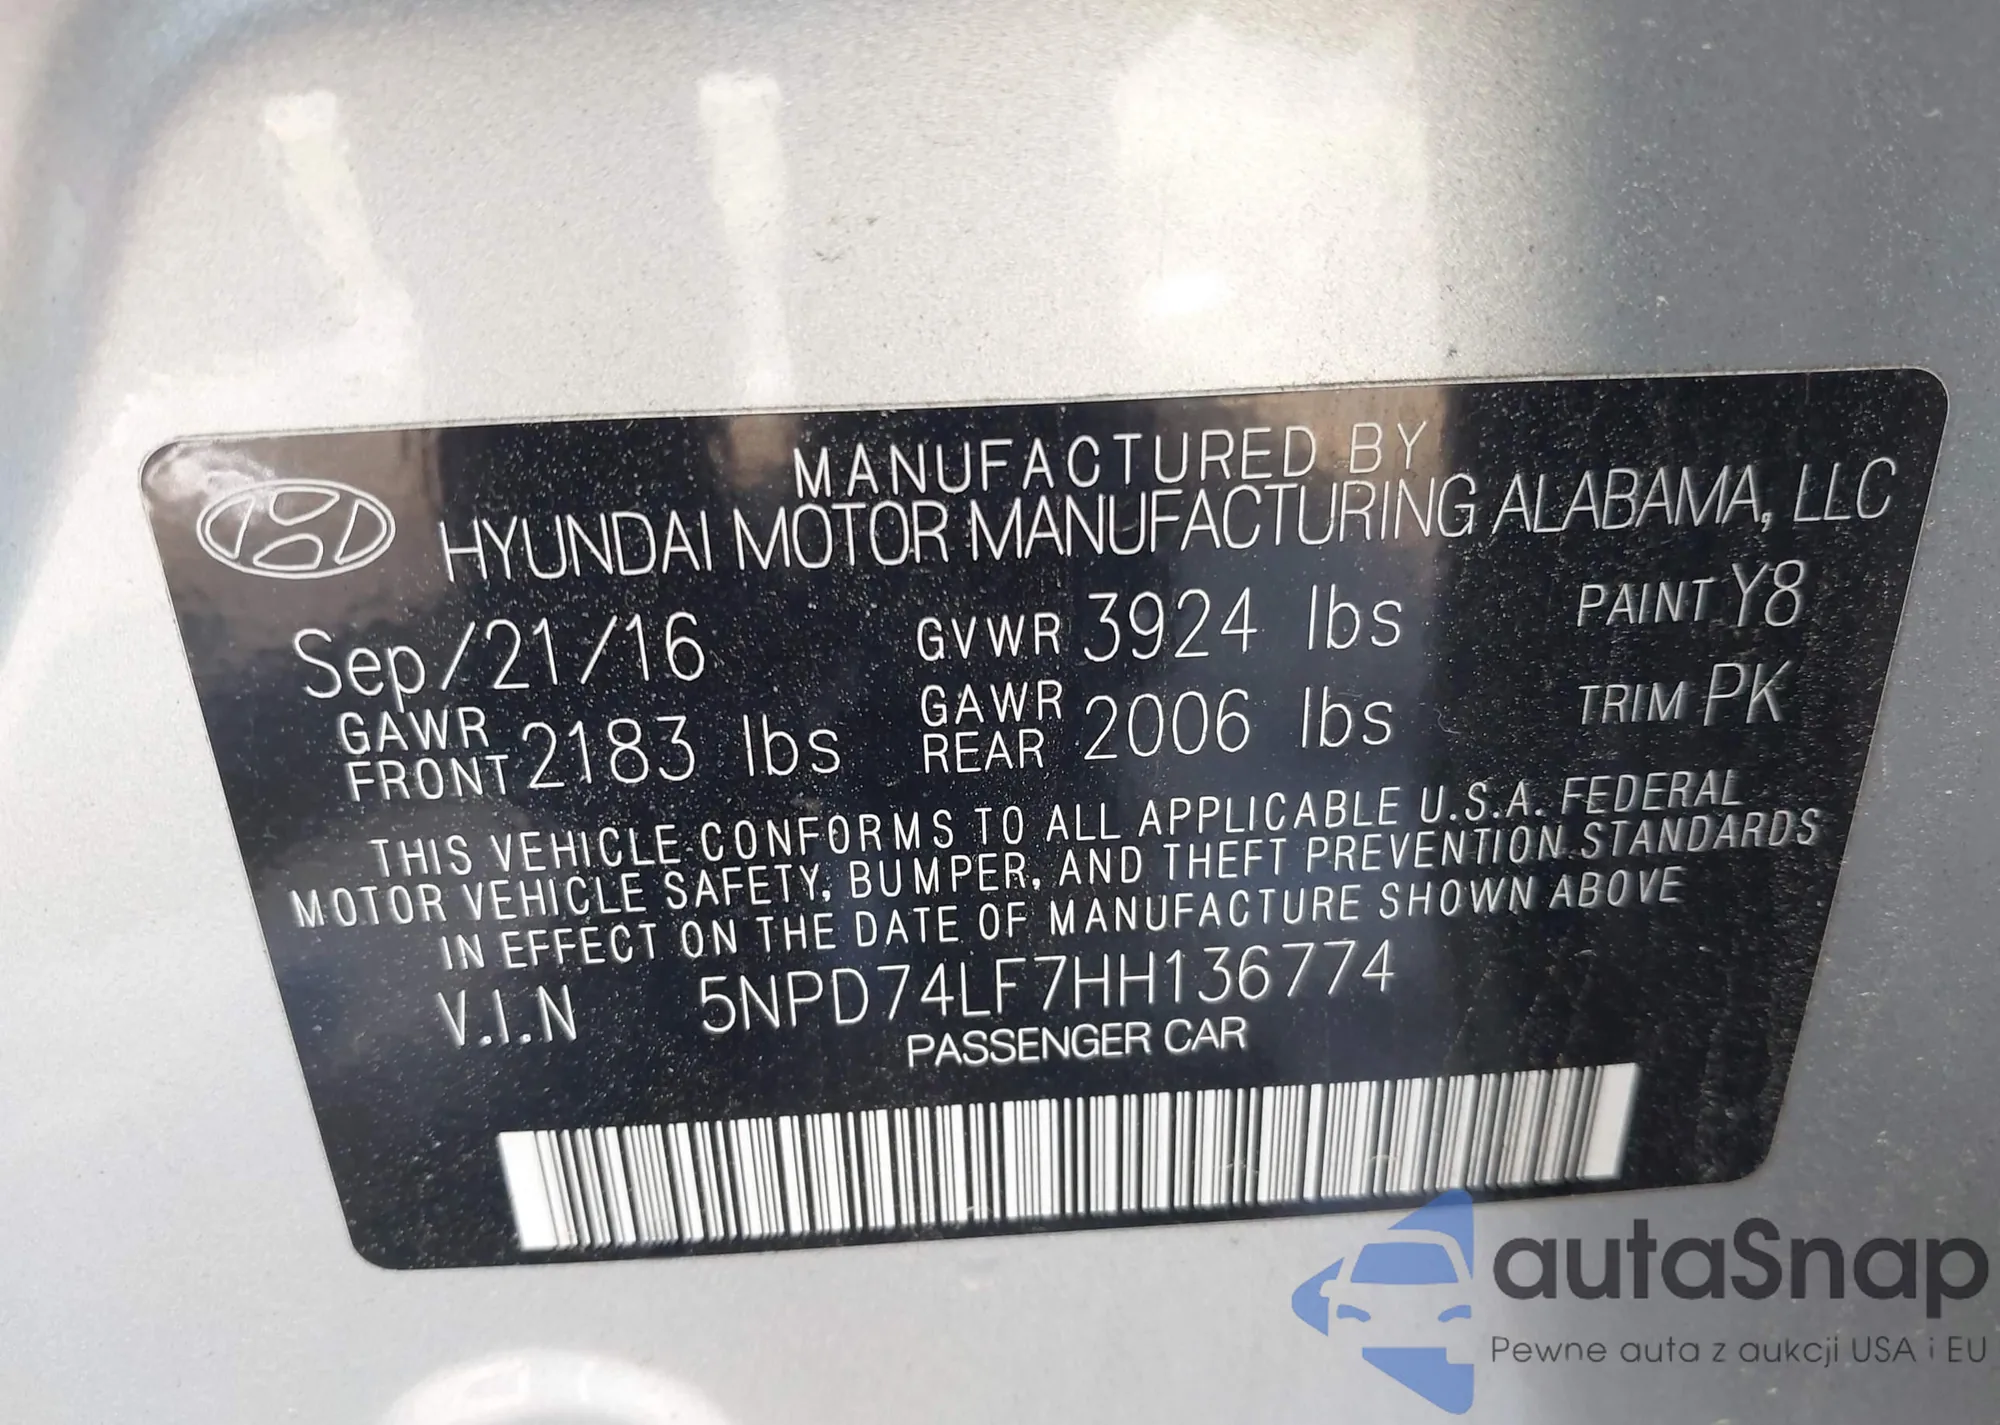 MANUFACTURED BY
HYUNDAI MOTOR MANUFACTURING ALABAMA, LLC
Sep/21/16 GVWR 3924 lbs PAINT Y8
GAWR FRONT 2183 lbs GAWR REAR 2006 lbs TRIM PK
THIS VEHICLE CONFORMS TO ALL APPLICABLE U.S.A. FEDERAL
MOTOR VEHICLE SAFETY, BUMPER, AND THEFT PREVENTION STANDARDS
IN EFFECT ON THE DATE OF MANUFACTURE SHOWN ABOVE
V.I.N 5NPD74LF7HH136774
PASSENGER CAR
autaSnap
Pewne auta z aukcji USA i EU